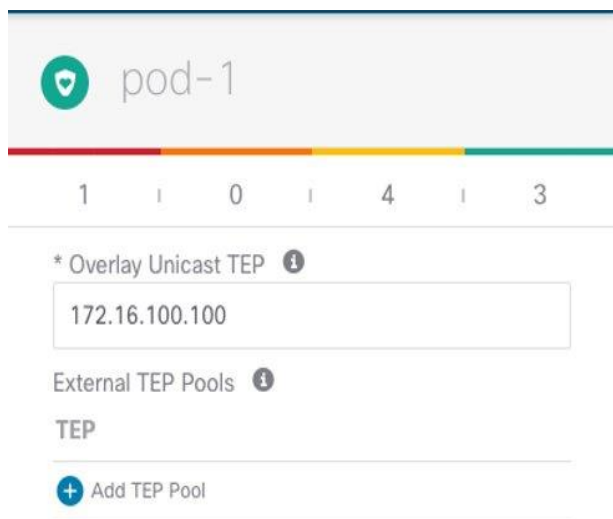 pod-1
1 0 4 3
* Overlay Unicast TEP
172.16.100.100
External TEP Pools
TEP
Add TEP Pool